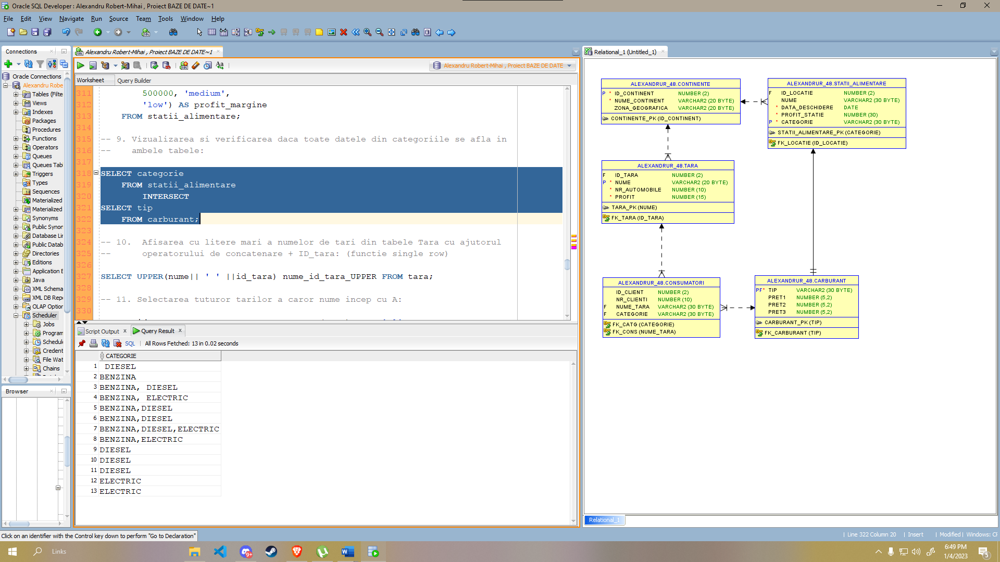 Oracle SQL Developer : Alexandru Robert-Mihai , Proiect BAZE DE DATE~1
File Edit View Navigate Run Source Team Tools Window Help
Connections
Oracle Connections
Alexandru Robe
Tables (Filte
Views
Indexes
Packages
Procedures
Functions
Operators
Queues
Queues Tabl
Triggers
Types
Sequences
Materialized
Materialized
Synonyms
Public Synon
Database Lin
Public Datab
Directories
Editions
Application E
Java
XML Schema
XML DB Repo
OLAP Option
Scheduler
Jobs
Program
Schedul
Credent
File Wat
Chains
Browser
Alexandru Robert-Mihai , Proiect BAZE DE DATE~1
Alexandru Robert-Mihai , Proiect BAZE DE DATE
Worksheet Query Builder
311 500000, 'medium',
312 'low') AS profit_margine
313 FROM statii_alimentare;
314
315 -- 9. Vizualizarea si verificarea daca toate datele din categoriile se afla in
316 -- ambele tabele:
317
318 SELECT categorie
319 FROM statii_alimentare
320 INTERSECT
321 SELECT tip
322 FROM carburant;
323
324 -- 10. Afisarea cu litere mari a numelor de tari din tabele Tara cu ajutorul
325 -- operatorului de concatenare + ID_tara: (functie single row)
326
327 SELECT UPPER(nume|| ' ' ||id_tara) nume_id_tara_UPPER FROM tara;
328
329 -- 11. Selectarea tuturor tarilor a caror nume incep cu A:
330
Script Output x Query Result x
SQL | All Rows Fetched: 13 in 0.02 seconds
CATEGORIE
1 DIESEL
2 BENZINA
3 BENZINA, DIESEL
4 BENZINA, ELECTRIC
5 BENZINA,DIESEL
6 BENZINA,DIESEL
7 BENZINA,DIESEL,ELECTRIC
8 BENZINA,ELECTRIC
9 DIESEL
10 DIESEL
11 DIESEL
12 ELECTRIC
13 ELECTRIC
Relational_1 (Untitled_1)
ALEXANDRUR_48.CONTINENTE
P * ID_CONTINENT NUMBER (2)
* NUME_CONTINENT VARCHAR2 (20 BYTE)
ZONA_GEOGRAFICA VARCHAR2 (20 BYTE)
CONTINENTE_PK (ID_CONTINENT)
ALEXANDRUR_48.STATII_ALIMENTARE
F ID_LOCATIE NUMBER (2)
NUME VARCHAR2 (30 BYTE)
* DATA_DESCHIDERE DATE
* PROFIT_STATIE NUMBER (30)
P * CATEGORIE VARCHAR2 (30 BYTE)
STATII_ALIMENTARE_PK (CATEGORIE)
FK_LOCATIE (ID_LOCATIE)
ALEXANDRUR_48.TARA
F ID_TARA NUMBER (2)
P * NUME VARCHAR2 (20 BYTE)
* NR_AUTOMOBILE NUMBER (10)
* PROFIT NUMBER (15)
TARA_PK (NUME)
FK_TARA (ID_TARA)
ALEXANDRUR_48.CONSUMATORI
ID_CLIENT NUMBER (2)
NR_CLIENTI NUMBER (10)
F NUME_TARA VARCHAR2 (30 BYTE)
F CATEGORIE VARCHAR2 (30 BYTE)
FK_CATG (CATEGORIE)
FK_CONS (NUME_TARA)
ALEXANDRUR_48.CARBURANT
PF* TIP VARCHAR2 (30 BYTE)
PRET1 NUMBER (5,2)
PRET2 NUMBER (5,2)
PRET3 NUMBER (5,2)
CARBURANT_PK (TIP)
FK_CARBURANT (TIP)
Relational_1
Click on an identifier with the Control key down to perform "Go to Declaration"
| Line 322 Column 20 | Insert | Modified | Windows: CR
Links
9+
6:49 PM
1/4/2023
5